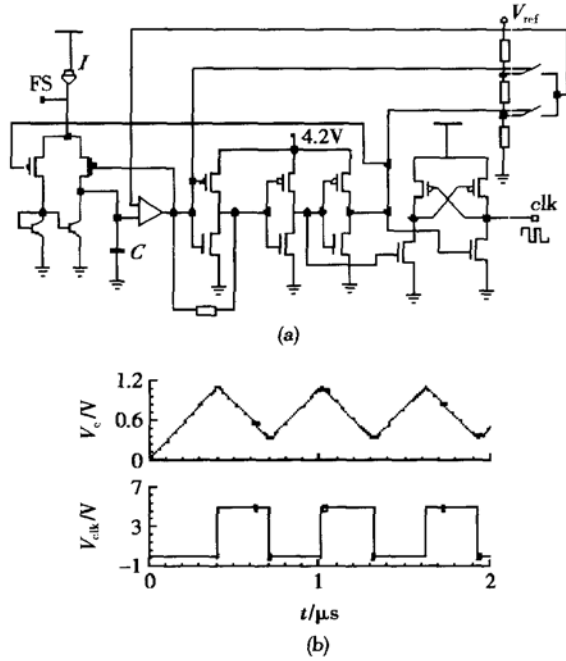 V_ref
I
FS
4.2V
clk
C
(a)
1.2
0.6
0
V_c/V
7
3
-1
V_clk/V
0
1
2
t/μs
(b)